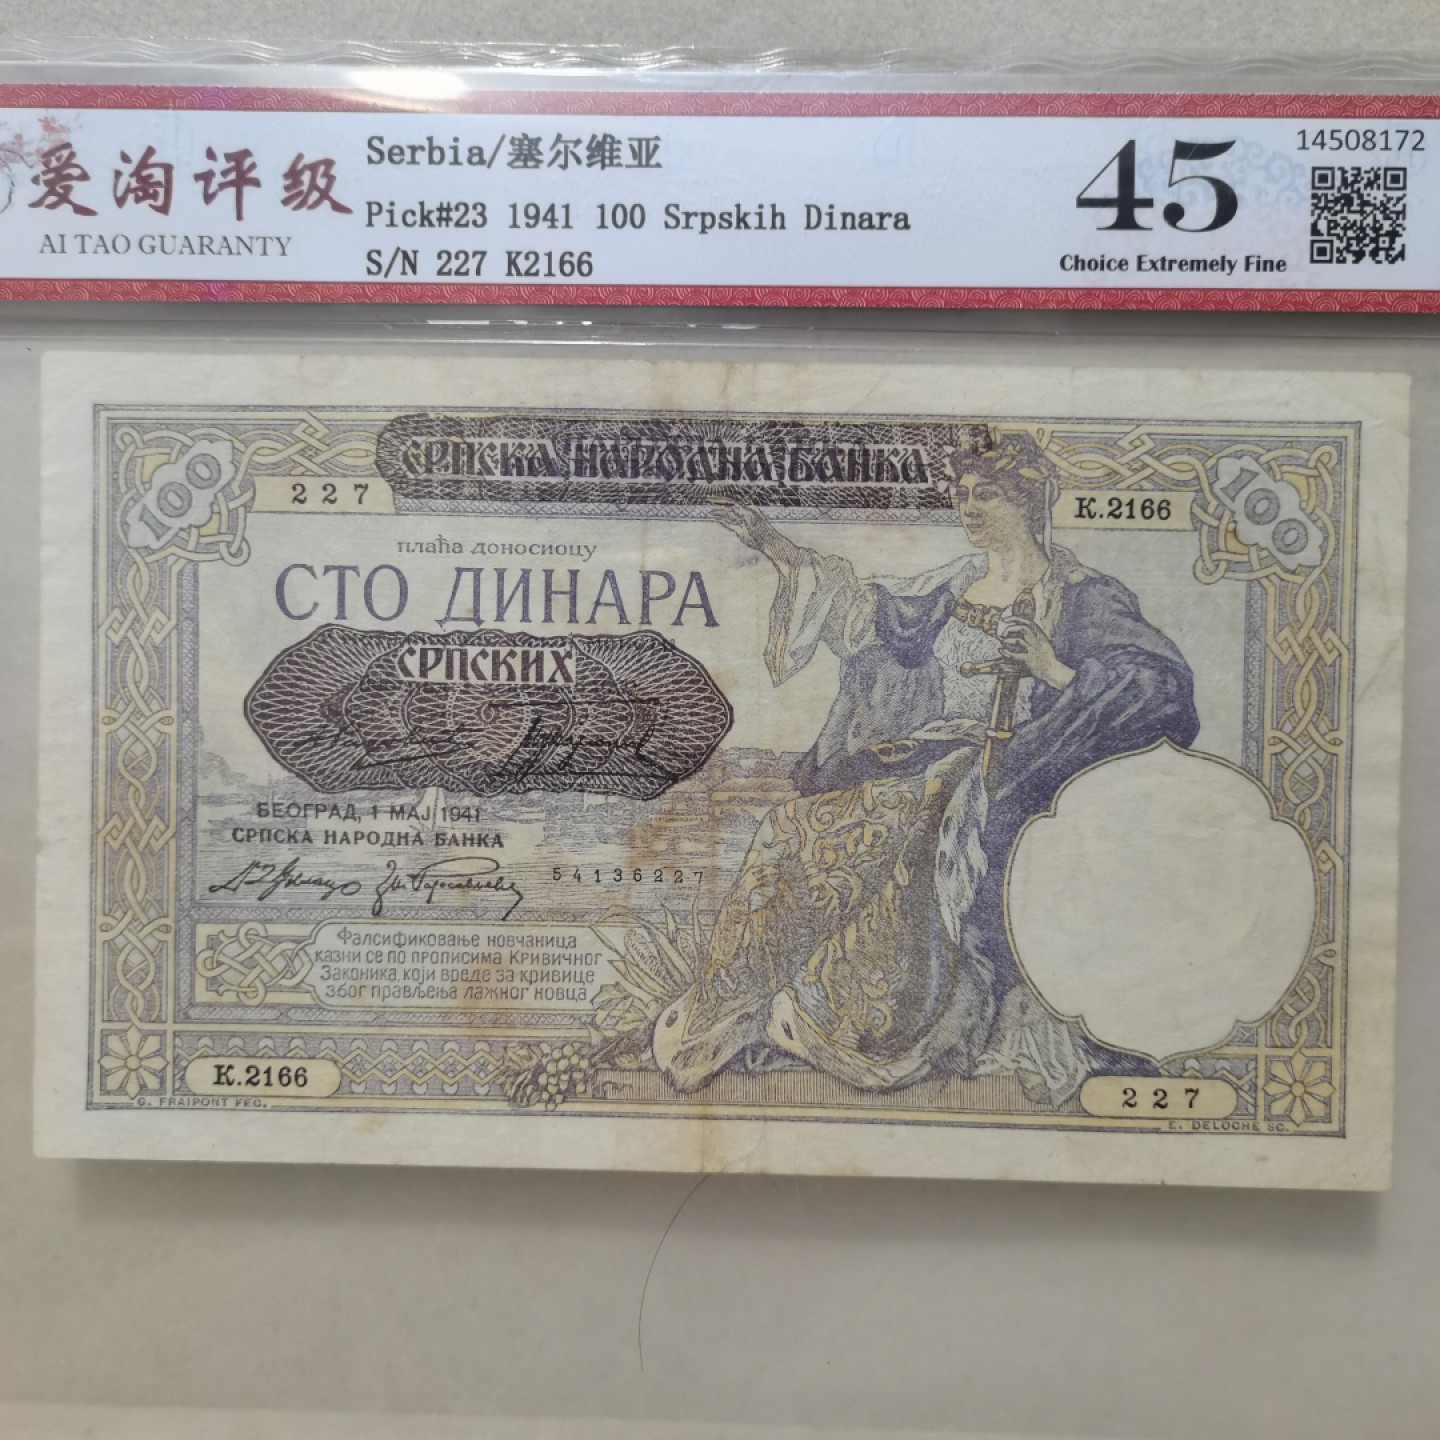 爱淘评级
AI TAO GUARANTY
Serbia/塞尔维亚
Pick#23 1941 100 Srpskih Dinara
S/N 227 K2166
45
Choice Extremely Fine
14508172
СРПСКА НАРОДНА БАНКА
100
227
К.2166
100
плаћа доносиоцу
СТО ДИНАРА
СРПСКИХ
БЕОГРАД, 1 МАЈ 1941
СРПСКА НАРОДНА БАНКА
54136227
Фалсификовање новчаница
казни се по прописима Кривичног
Законика, који вреде за кривице
због прављења лажног новца
К.2166
227
G. FRAIPONT FEC.
E. DELOCHE SC.